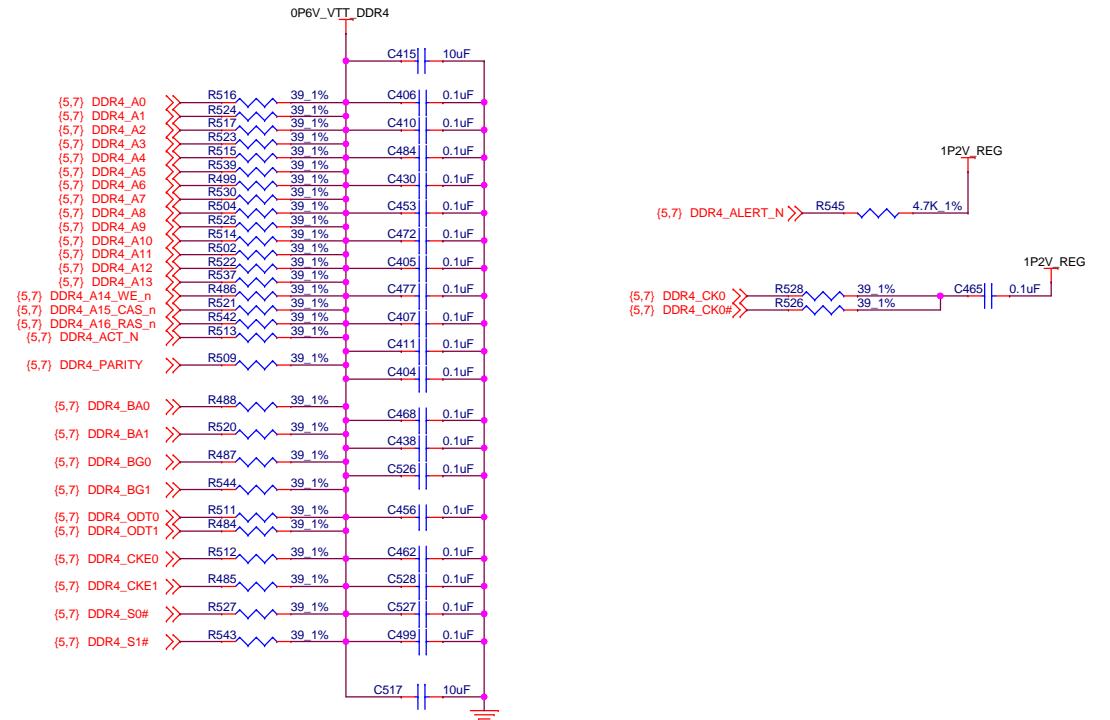 0P6V_VTT_DDR4
C415 10uF
{5,7} DDR4_A0 R516 39_1% C406 0.1uF
{5,7} DDR4_A1 R524 39_1%
{5,7} DDR4_A2 R517 39_1% C410 0.1uF
{5,7} DDR4_A3 R523 39_1%
{5,7} DDR4_A4 R515 39_1% C484 0.1uF
{5,7} DDR4_A5 R539 39_1%
{5,7} DDR4_A6 R499 39_1% C430 0.1uF
{5,7} DDR4_A7 R530 39_1%
{5,7} DDR4_A8 R504 39_1% C453 0.1uF
{5,7} DDR4_A9 R525 39_1%
{5,7} DDR4_A10 R514 39_1% C472 0.1uF
{5,7} DDR4_A11 R502 39_1%
{5,7} DDR4_A12 R522 39_1% C405 0.1uF
{5,7} DDR4_A13 R537 39_1%
{5,7} DDR4_A14_WE_n R486 39_1% C477 0.1uF
{5,7} DDR4_A15_CAS_n R521 39_1%
{5,7} DDR4_A16_RAS_n R542 39_1% C407 0.1uF
{5,7} DDR4_ACT_N R513 39_1%
C411 0.1uF
{5,7} DDR4_PARITY R509 39_1%
C404 0.1uF
{5,7} DDR4_BA0 R488 39_1%
C468 0.1uF
{5,7} DDR4_BA1 R520 39_1%
C438 0.1uF
{5,7} DDR4_BG0 R487 39_1%
C526 0.1uF
{5,7} DDR4_BG1 R544 39_1%
{5,7} DDR4_ODT0 R511 39_1% C456 0.1uF
{5,7} DDR4_ODT1 R484 39_1%
{5,7} DDR4_CKE0 R512 39_1% C462 0.1uF
{5,7} DDR4_CKE1 R485 39_1% C528 0.1uF
{5,7} DDR4_S0# R527 39_1% C527 0.1uF
{5,7} DDR4_S1# R543 39_1% C499 0.1uF
C517 10uF
1P2V_REG
{5,7} DDR4_ALERT_N R545 4.7K_1%
1P2V_REG
{5,7} DDR4_CK0 R528 39_1% C465 0.1uF
{5,7} DDR4_CK0# R526 39_1%